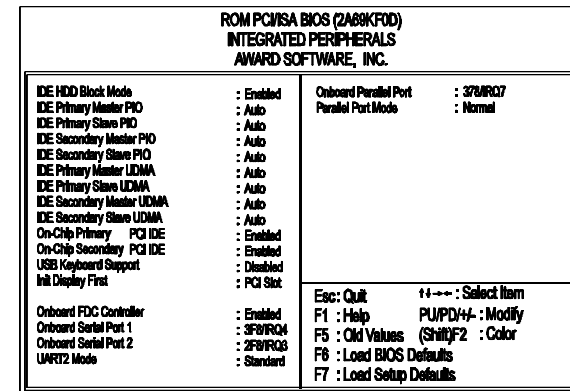 ROM PCI/ISA BIOS (2A69KF0D)
INTEGRATED PERIPHERALS
AWARD SOFTWARE, INC.
IDE HDD Block Mode : Enabled
IDE Primary Master PIO : Auto
IDE Primary Slave PIO : Auto
IDE Secondary Master PIO : Auto
IDE Secondary Slave PIO : Auto
IDE Primary Master UDMA : Auto
IDE Primary Slave UDMA : Auto
IDE Secondary Master UDMA : Auto
IDE Secondary Slave UDMA : Auto
On-Chip Primary PCI IDE : Enabled
On-Chip Secondary PCI IDE : Enabled
USB Keyboard Support : Disabled
Init Display First : PCI Slot
Onboard FDC Controller : Enabled
Onboard Serial Port 1 : 3F8/IRQ4
Onboard Serial Port 2 : 2F8/IRQ3
UART2 Mode : Standard
Onboard Parallel Port : 378/IRQ7
Parallel Port Mode : Normal
Esc : Quit ↑↓→← : Select Item
F1 : Help PU/PD/+/- : Modify
F5 : Old Values (Shift)F2 : Color
F6 : Load BIOS Defaults
F7 : Load Setup Defaults